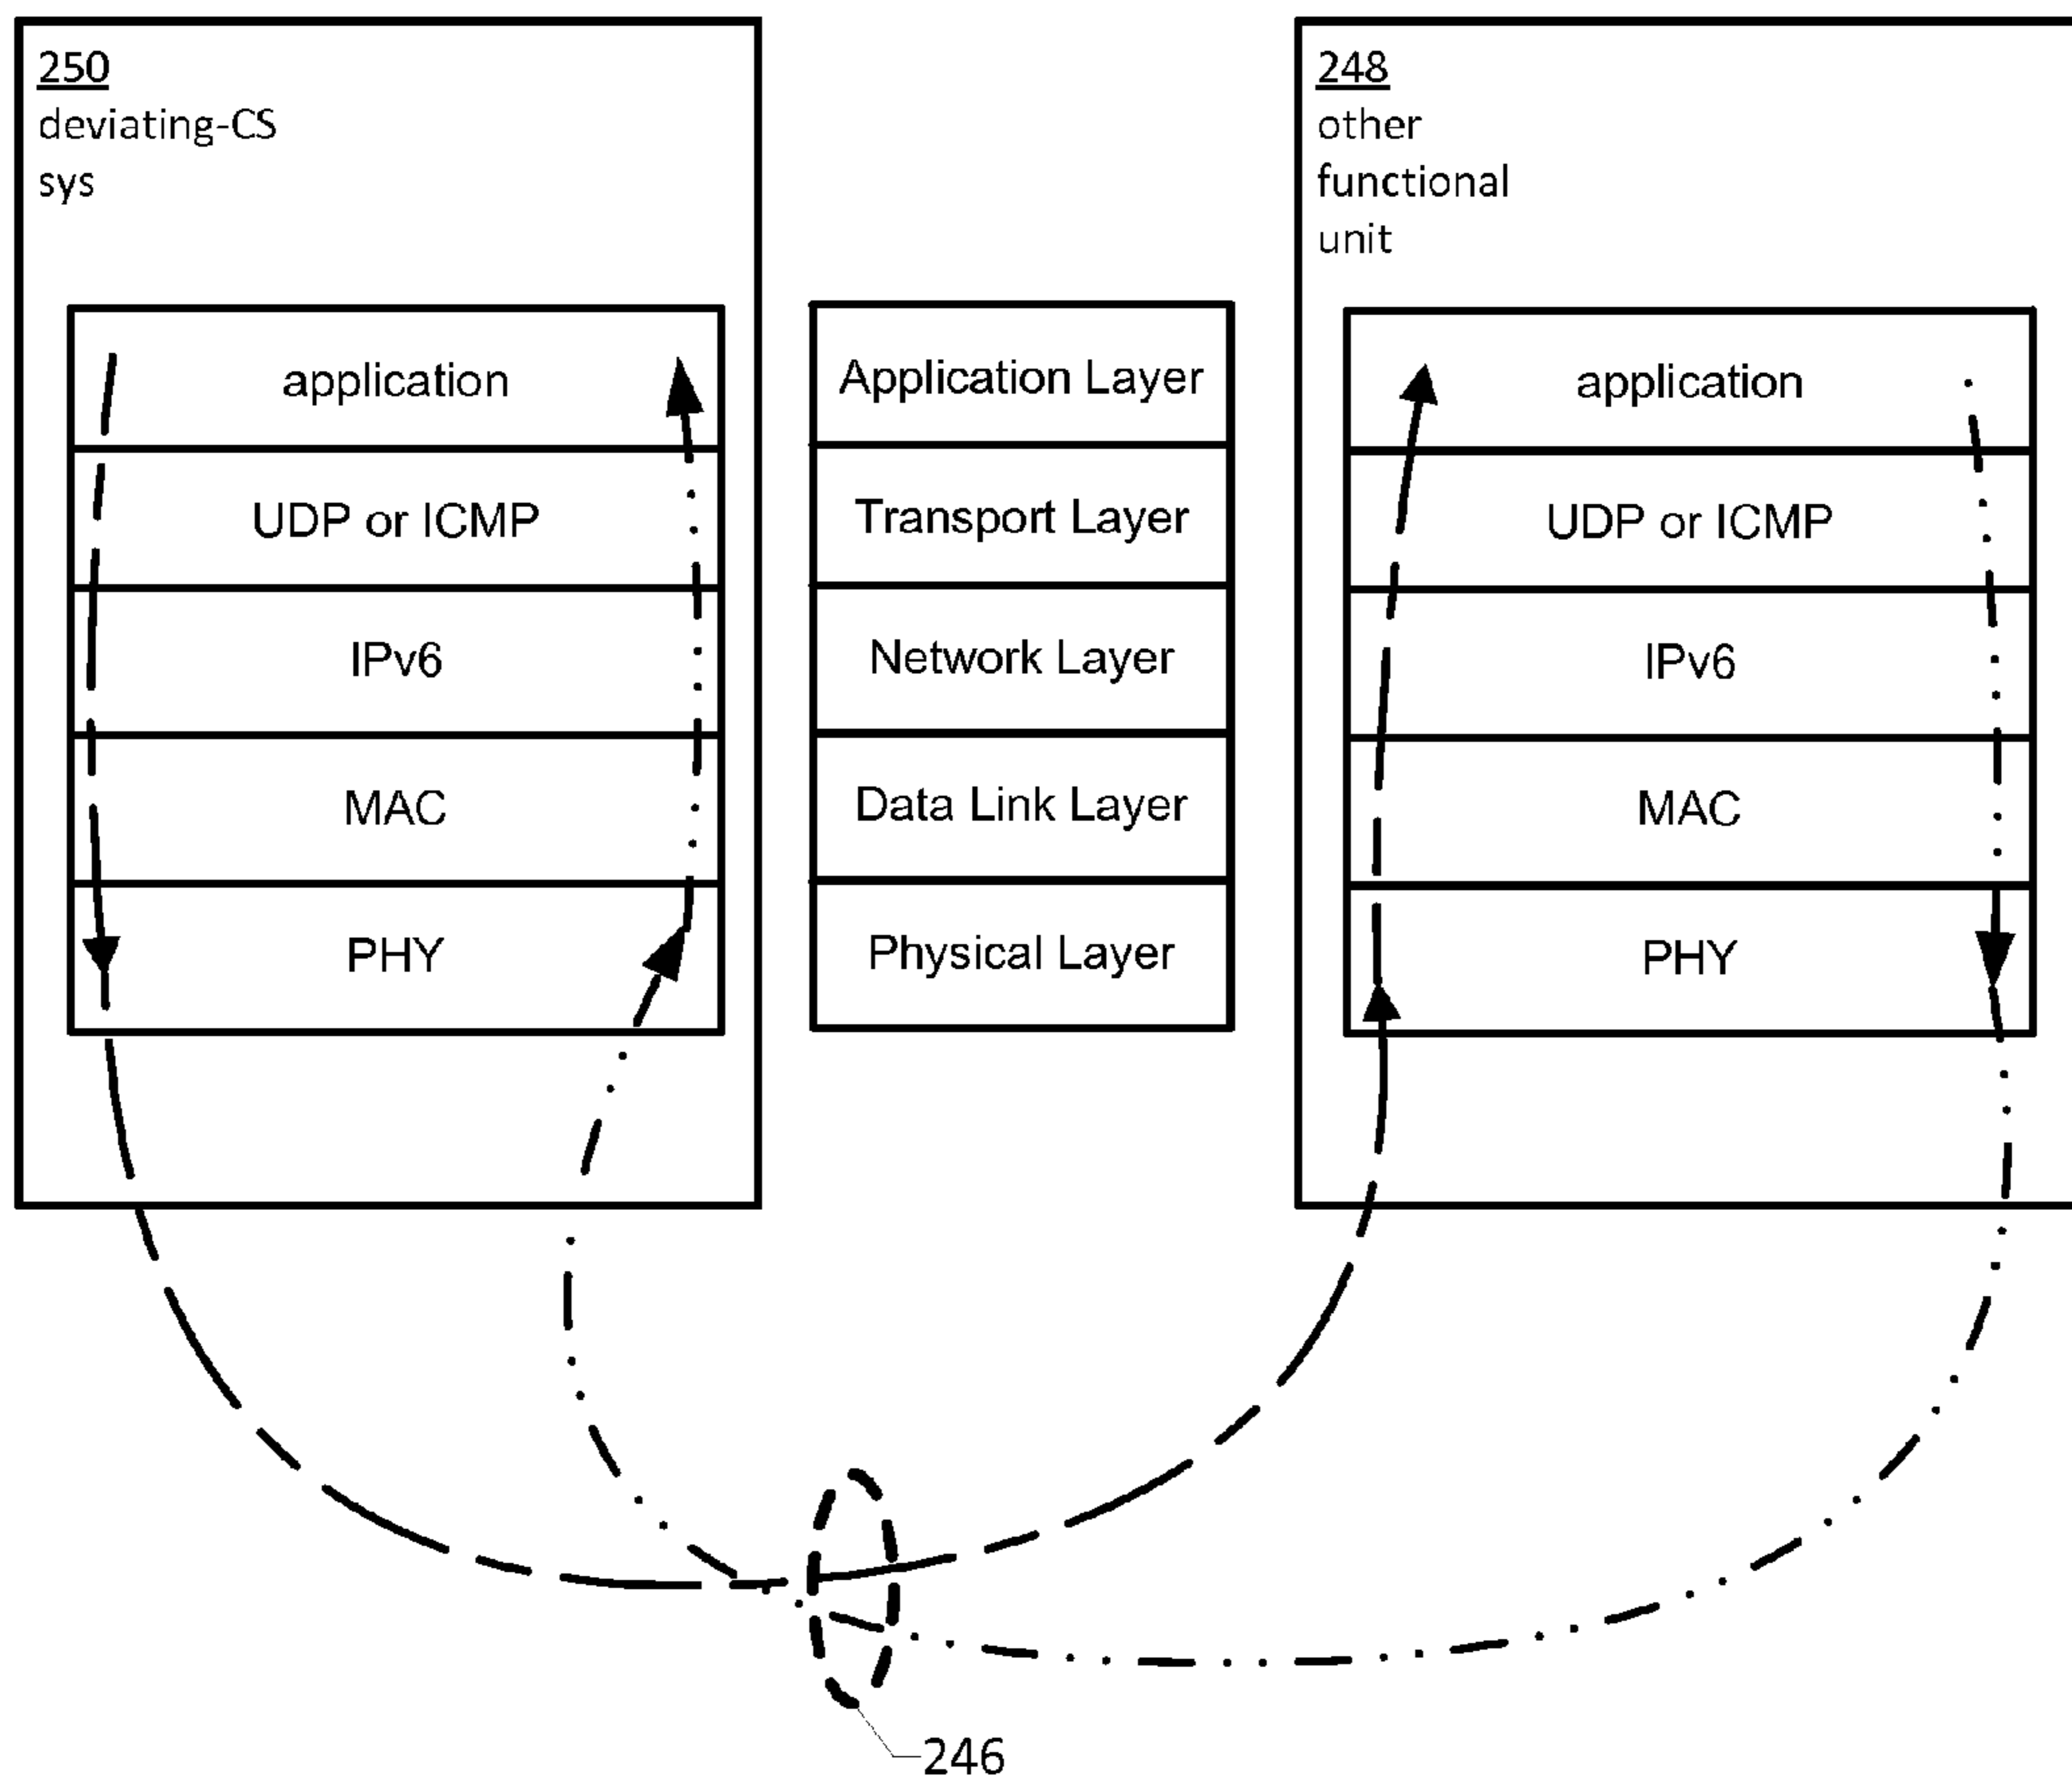 250
deviating-CS
sys
application
UDP or ICMP
IPv6
MAC
PHY
Application Layer
Transport Layer
Network Layer
Data Link Layer
Physical Layer
248
other
functional
unit
application
UDP or ICMP
IPv6
MAC
PHY
246